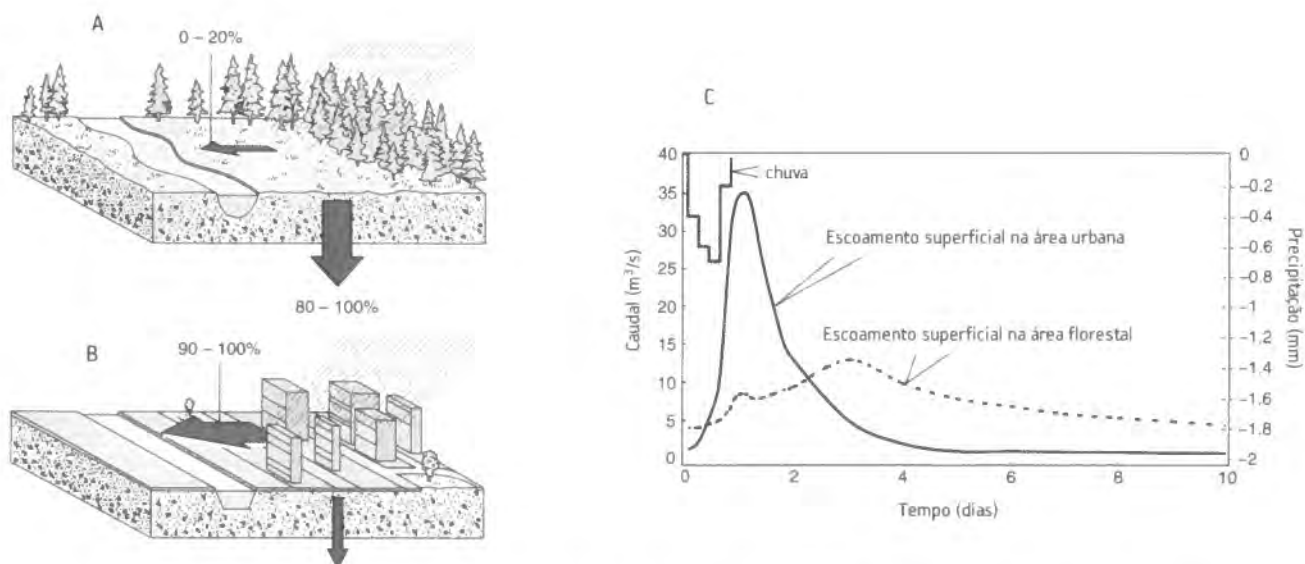 A
0 – 20%
80 – 100%
B
90 – 100%
C
40
35
30
25
20
15
10
5
0
Caudal (m³/s)
chuva
Escoamento superficial na área urbana
Escoamento superficial na área florestal
0
–0.2
–0.4
–0.6
–0.8
–1
–1.2
–1.4
–1.6
–1.8
–2
Precipitação (mm)
0 2 4 6 8 10
Tempo (dias)